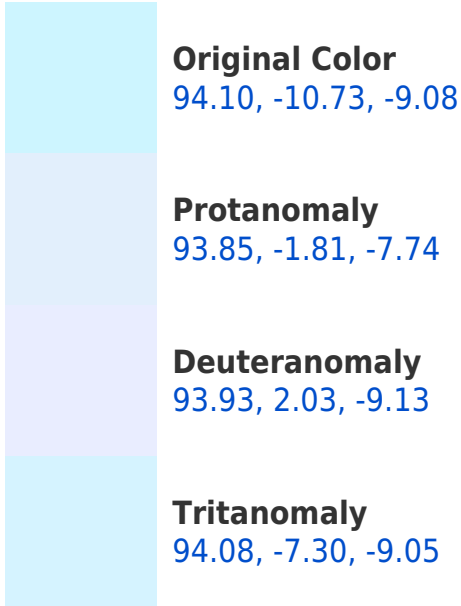 Original Color
94.10, -10.73, -9.08
Protanomaly
93.85, -1.81, -7.74
Deuteranomaly
93.93, 2.03, -9.13
Tritanomaly
94.08, -7.30, -9.05